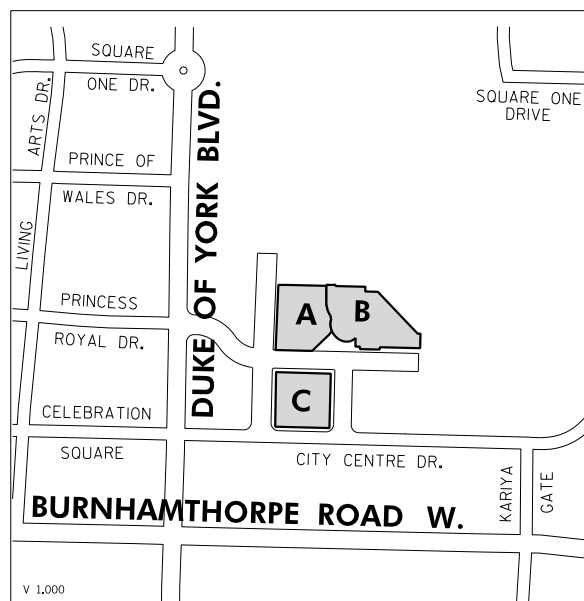 SQUARE
ONE DR.
ARTS DR.
SQUARE ONE
DRIVE
PRINCE OF
WALES DR.
LIVING
DUKE OF YORK BLVD.
PRINCESS
ROYAL DR.
A
B
C
CELEBRATION
SQUARE
CITY CENTRE DR.
KARIYA
GATE
BURNHAMTHORPE ROAD W.
V 1.000